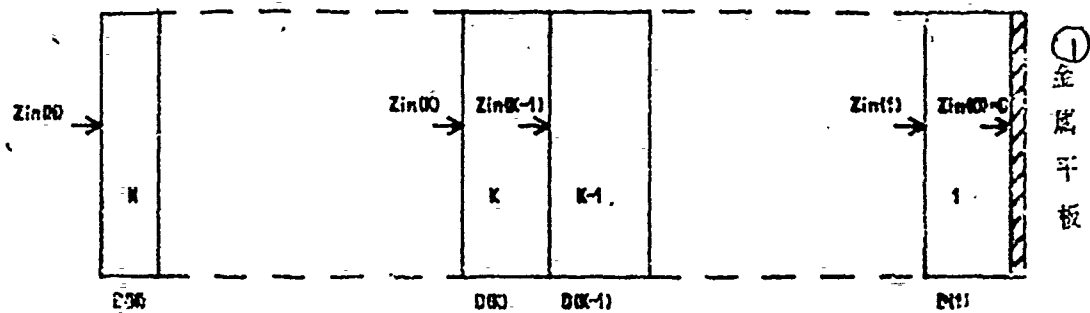 ①
金属平板
Zin(N)
Zin(K)
Zin(K-1)
Zin(1)
Zin(0)=0
N
K
K-1
1
D(N)
D(K)
D(K-1)
D(1)